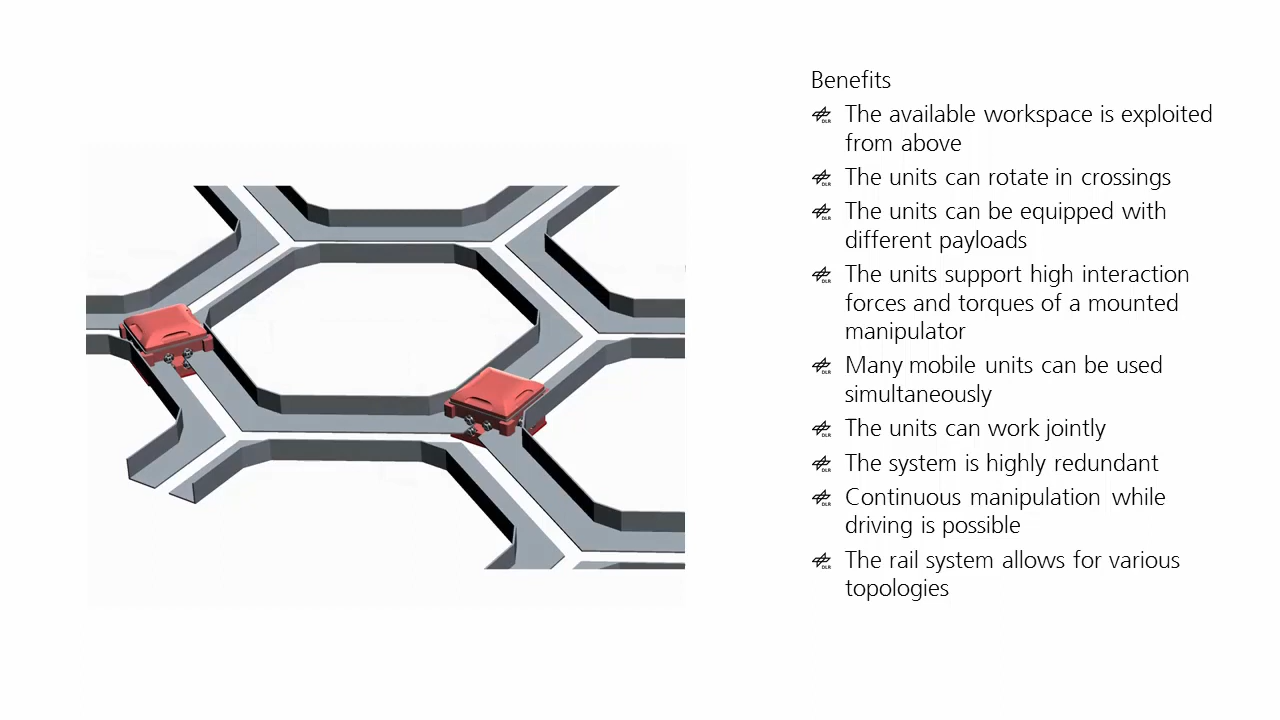 Benefits
The available workspace is exploited
from above
The units can rotate in crossings
The units can be equipped with
different payloads
The units support high interaction
forces and torques of a mounted
manipulator
Many mobile units can be used
simultaneously
The units can work jointly
The system is highly redundant
Continuous manipulation while
driving is possible
The rail system allows for various
topologies